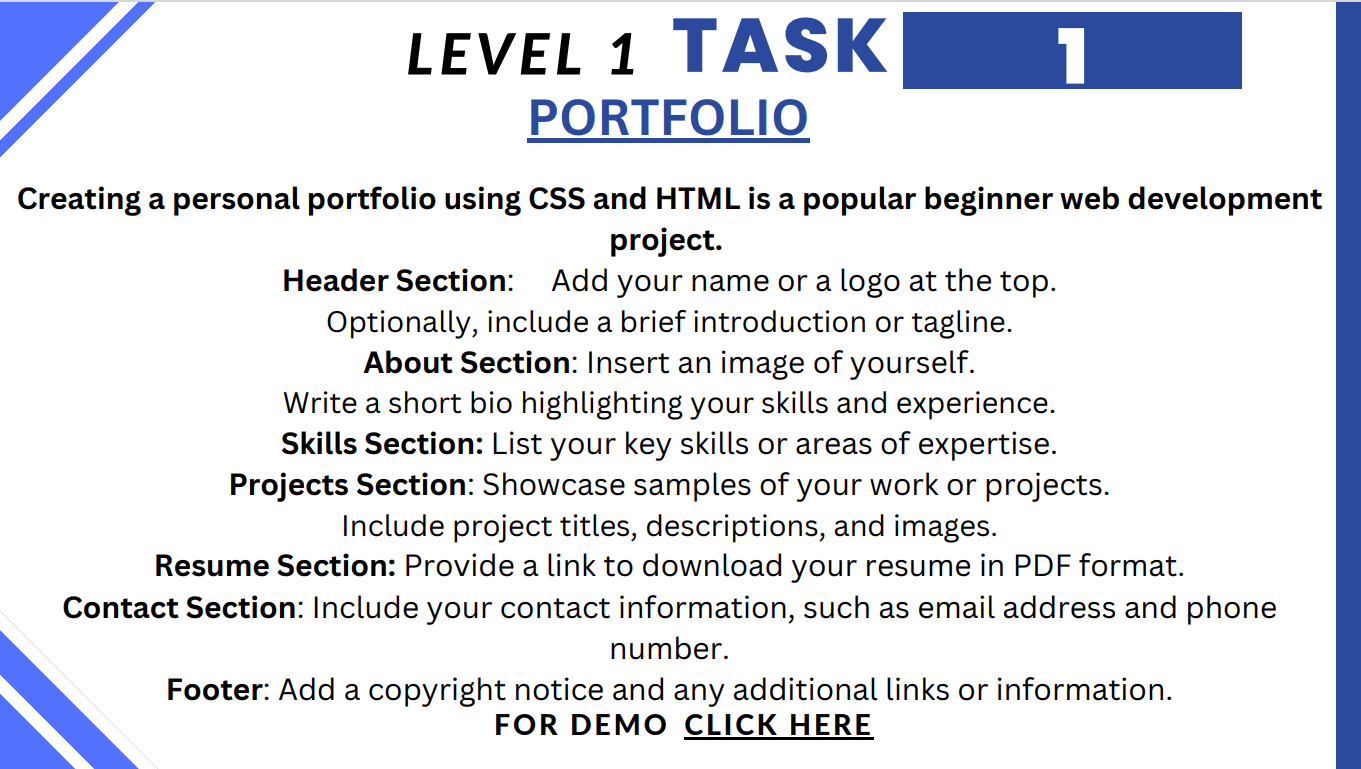 LEVEL 1 TASK 1
PORTFOLIO
Creating a personal portfolio using CSS and HTML is a popular beginner web development
project.
Header Section: Add your name or a logo at the top.
Optionally, include a brief introduction or tagline.
About Section: Insert an image of yourself.
Write a short bio highlighting your skills and experience.
Skills Section: List your key skills or areas of expertise.
Projects Section: Showcase samples of your work or projects.
Include project titles, descriptions, and images.
Resume Section: Provide a link to download your resume in PDF format.
Contact Section: Include your contact information, such as email address and phone
number.
Footer: Add a copyright notice and any additional links or information.
FOR DEMO CLICK HERE